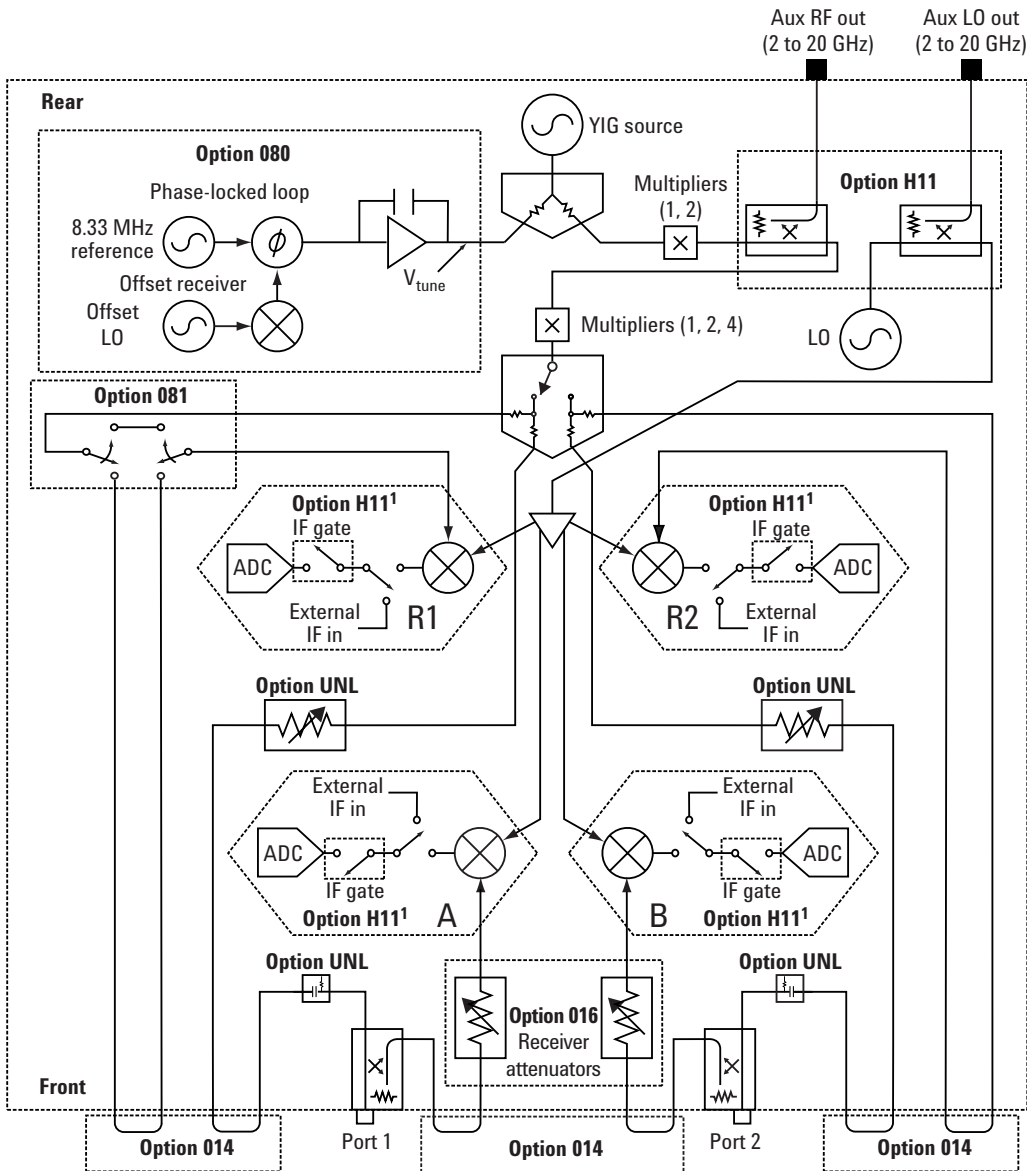 Aux RF out
(2 to 20 GHz)
Aux LO out
(2 to 20 GHz)
Rear
YIG source
Option 080
Phase-locked loop
8.33 MHz
reference
ϕ
Offset receiver
Offset
LO
Vtune
Multipliers
(1, 2)
Option H11
Multipliers (1, 2, 4)
LO
Option 081
Option H11¹
IF gate
ADC
External
IF in
R1
Option H11¹
IF gate
ADC
R2
External
IF in
Option UNL
Option UNL
External
IF in
ADC
IF gate
Option H11¹
A
External
IF in
ADC
IF gate
B
Option H11¹
Option UNL
Option UNL
Option 016
Receiver
attenuators
Front
Port 1
Port 2
Option 014
Option 014
Option 014